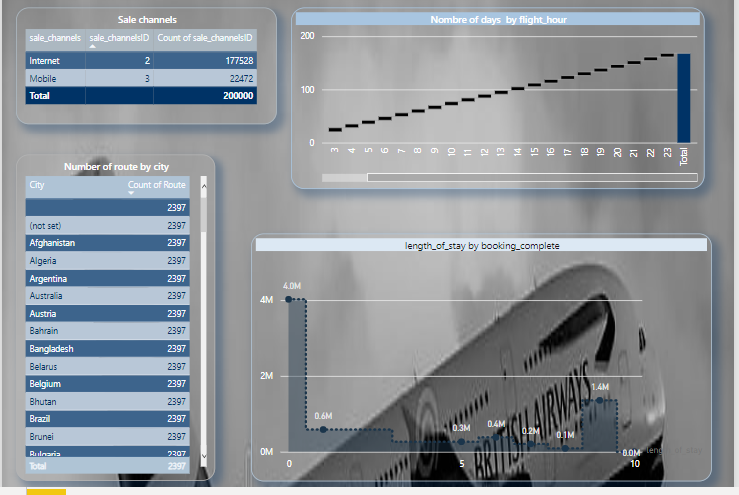 Sale channels
sale_channels sale_channelsID Count of sale_channelsID
Internet 2 177528
Mobile 3 22472
Total 200000
Nombre of days by flight_hour
200
100
0
3 4 5 6 7 8 9 10 11 12 13 14 15 16 17 18 19 20 21 22 23 Total
Number of route by city
City Count of Route
2397
(not set) 2397
Afghanistan 2397
Algeria 2397
Argentina 2397
Australia 2397
Austria 2397
Bahrain 2397
Bangladesh 2397
Belarus 2397
Belgium 2397
Bhutan 2397
Brazil 2397
Brunei 2397
Bulgaria 2397
Total 2397
length_of_stay by booking_complete
4M
2M
0M
4.0M
0.6M
0.3M
0.4M
0.2M
0.1M
1.4M
0.0M
length_of_stay
0 5 10
BRITISH AIRWAYS